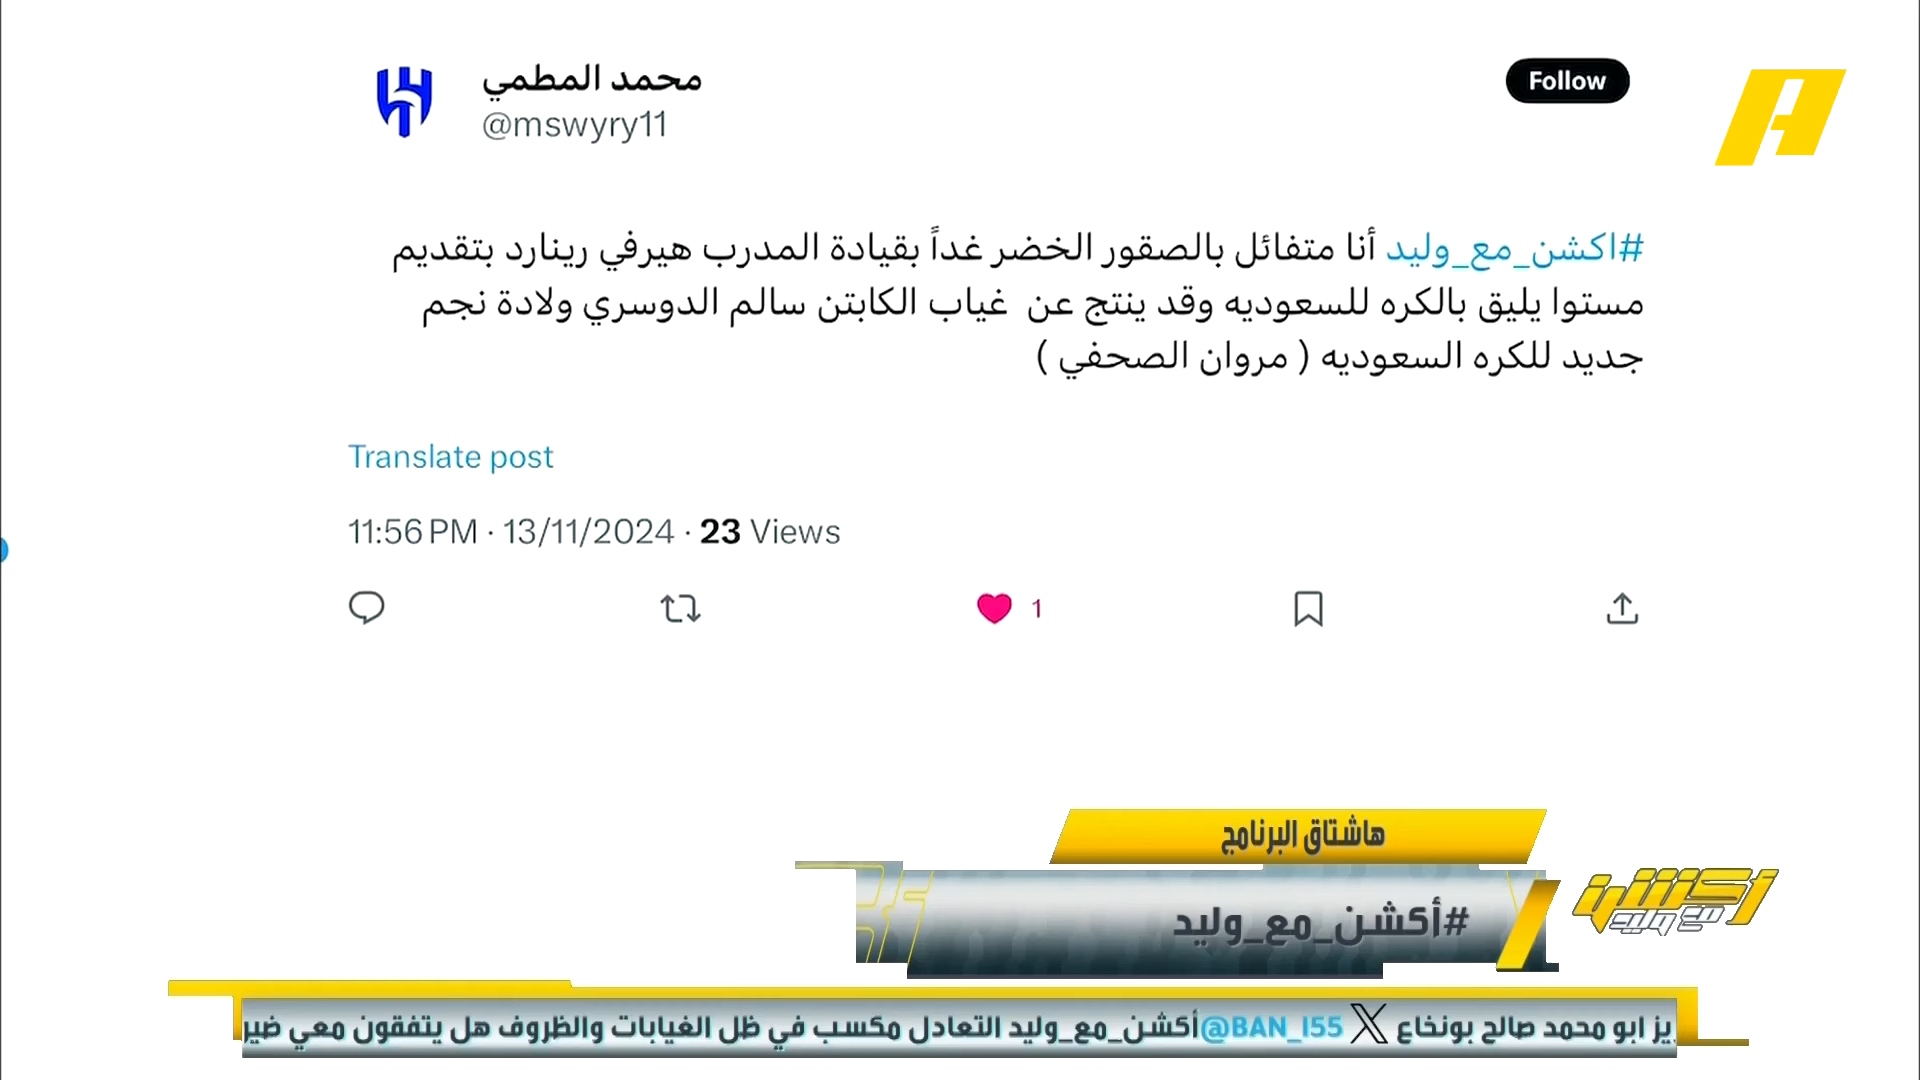 محمد المطمي
@mswyry11
Follow
#اكشن_مع_وليد أنا متفائل بالصقور الخضر غداً بقيادة المدرب هيرفي رينارد بتقديم
مستوا يليق بالكره للسعوديه وقد ينتج عن غياب الكابتن سالم الدوسري ولادة نجم
جديد للكره السعوديه ( مروان الصحفي )
Translate post
11:56 PM · 13/11/2024 · 23 Views
1
هاشتاق البرنامج
#أكشن_مع_وليد
أكشن
مع وليد
يز ابو محمد صالح بونخاع X @BAN_I55أكشن_مع_وليد التعادل مكسب في ظل الغيابات والظروف هل يتفقون معي ضير